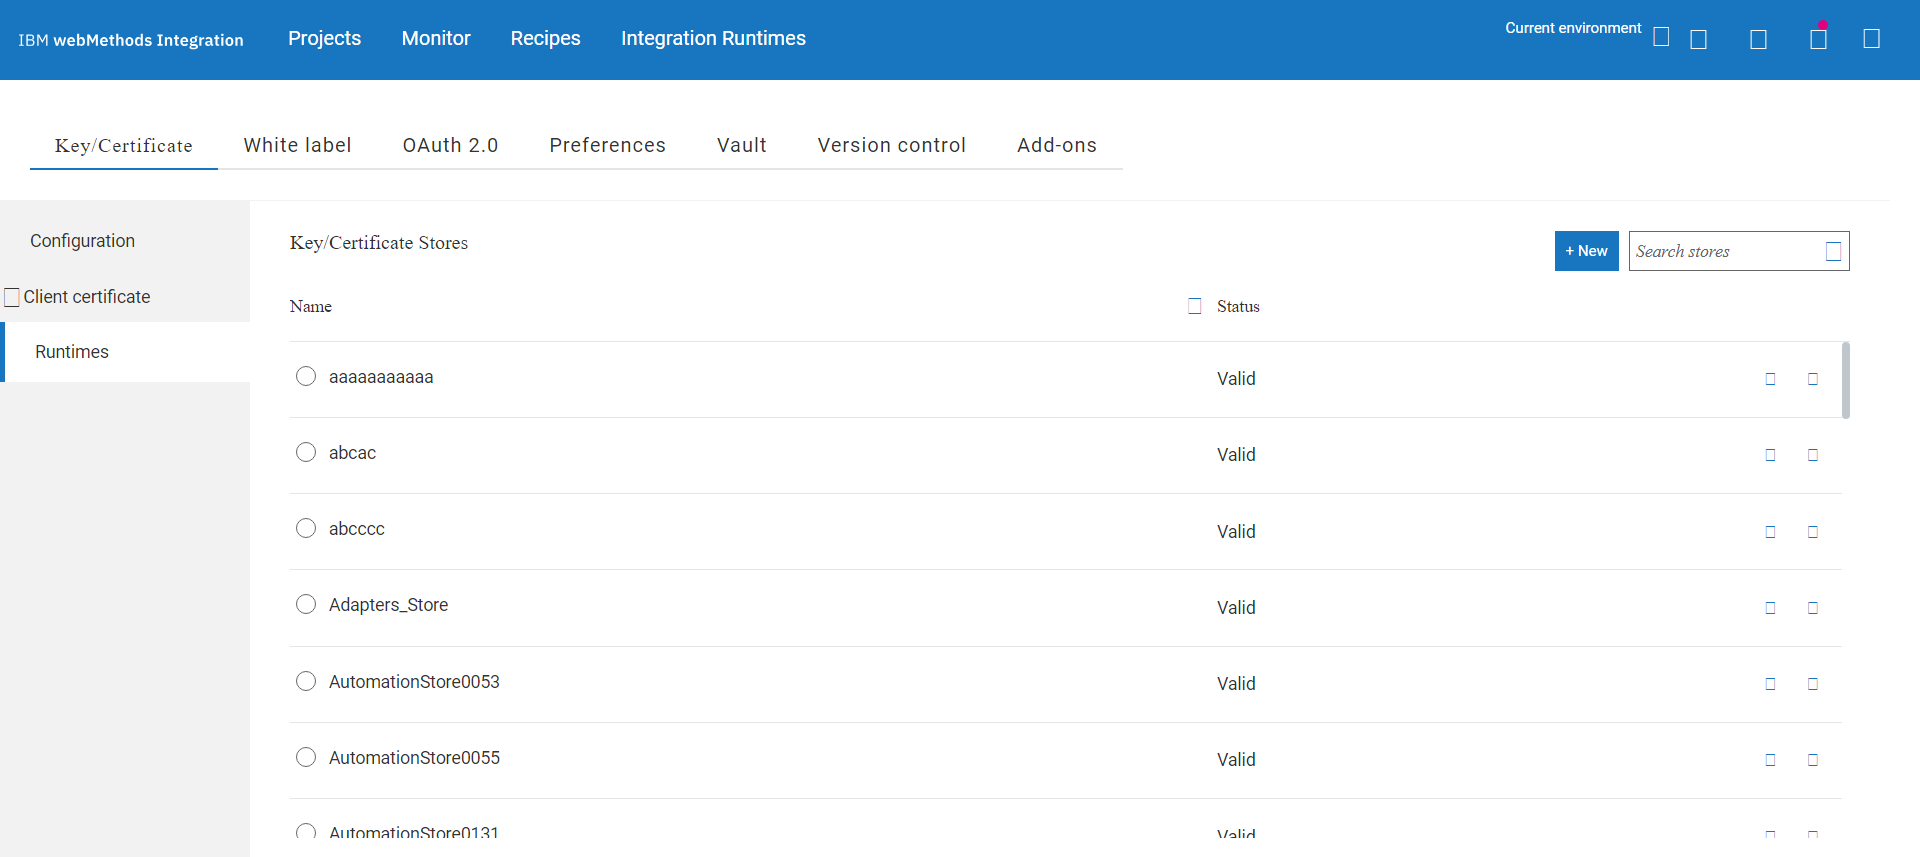 IBM webMethods Integration Projects Monitor Recipes Integration Runtimes Current environment
Key/Certificate White label OAuth 2.0 Preferences Vault Version control Add-ons
Configuration
Client certificate
Runtimes
Key/Certificate Stores
+ New
Search stores
Name Status
aaaaaaaaaaa Valid
abcac Valid
abcccc Valid
Adapters_Store Valid
AutomationStore0053 Valid
AutomationStore0055 Valid
AutomationStore0131 Valid